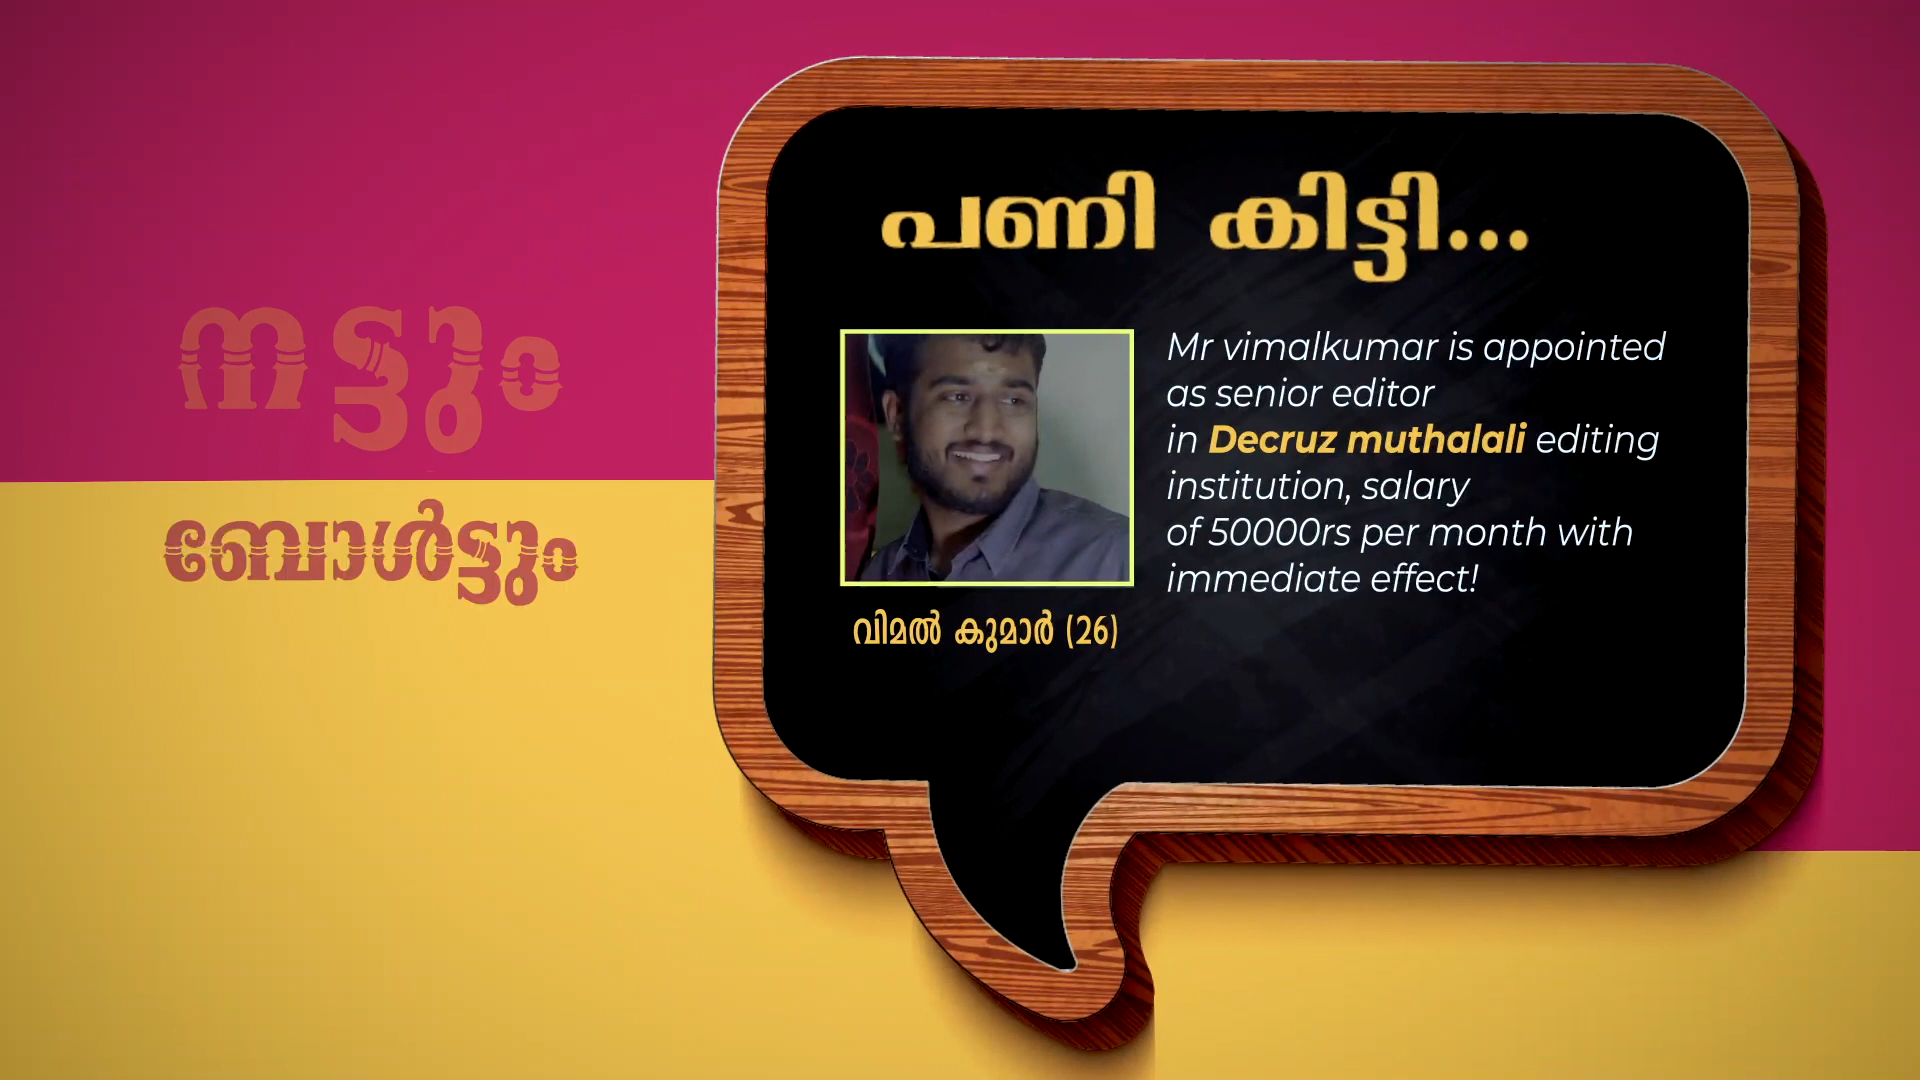 നട്ടും
ബോൾട്ടും
പണി കിട്ടി...
Mr vimalkumar is appointed
as senior editor
in Decruz muthalali editing
institution, salary
of 50000rs per month with
immediate effect!
വിമൽ കുമാർ (26)